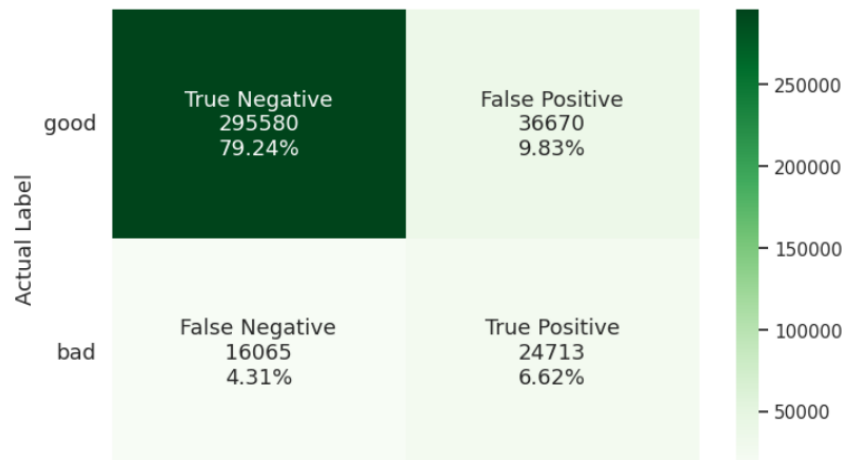 True Negative
295580
79.24%
False Positive
36670
9.83%
good
False Negative
16065
4.31%
True Positive
24713
6.62%
bad
Actual Label
250000
200000
150000
100000
50000